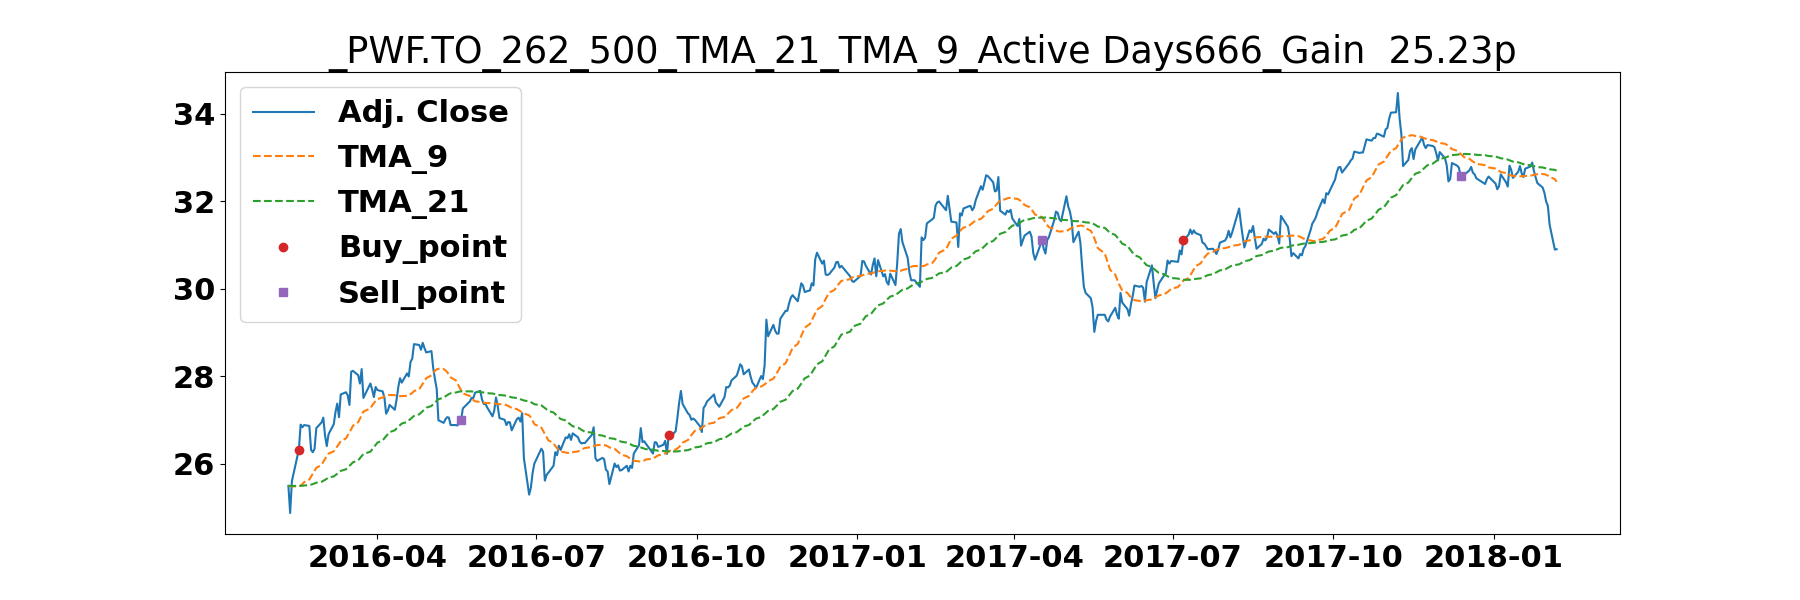 _PWF.TO_262_500_TMA_21_TMA_9_Active Days666_Gain  25.23p
34
32
30
28
26
Adj. Close
TMA_9
TMA_21
Buy_point
Sell_point
2016-04 2016-07 2016-10 2017-01 2017-04 2017-07 2017-10 2018-01